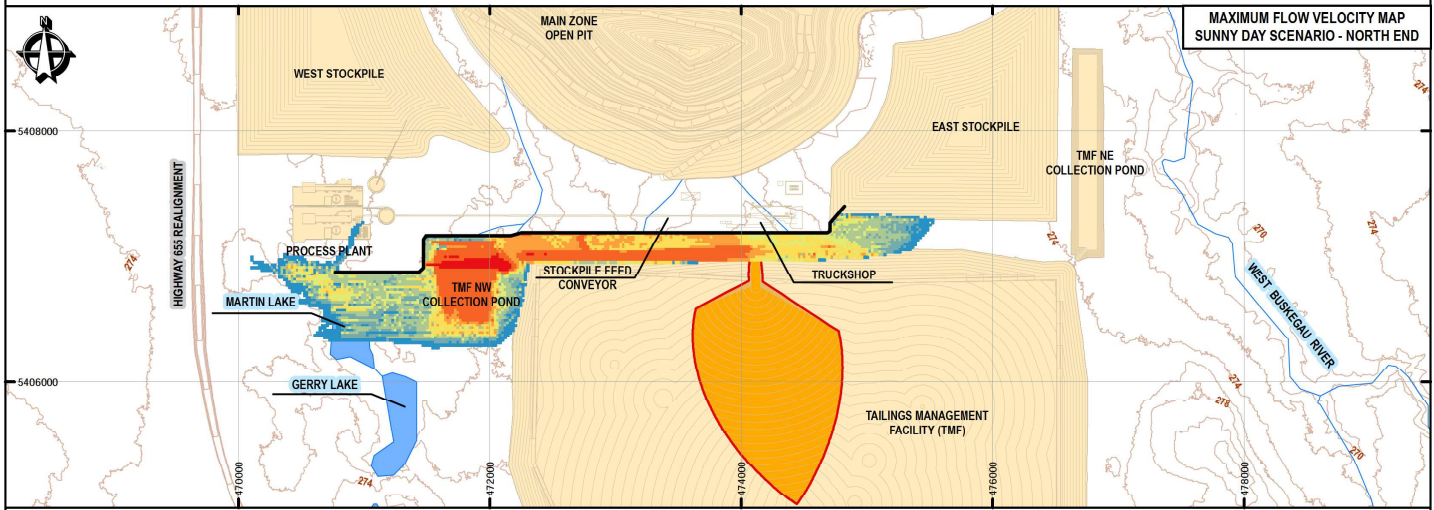 MAXIMUM FLOW VELOCITY MAP
SUNNY DAY SCENARIO - NORTH END
N
MAIN ZONE
OPEN PIT
WEST STOCKPILE
274
5408000
EAST STOCKPILE
TMF NE
COLLECTION POND
HIGHWAY 655 REALIGNMENT
PROCESS PLANT
274
270
274
274
STOCKPILE FEED
CONVEYOR
TRUCKSHOP
TMF NW
COLLECTION POND
MARTIN LAKE
WEST BUSKEGAU RIVER
5406000
GERRY LAKE
274
278
TAILINGS MANAGEMENT
FACILITY (TMF)
270
274
470000
472000
474000
476000
478000